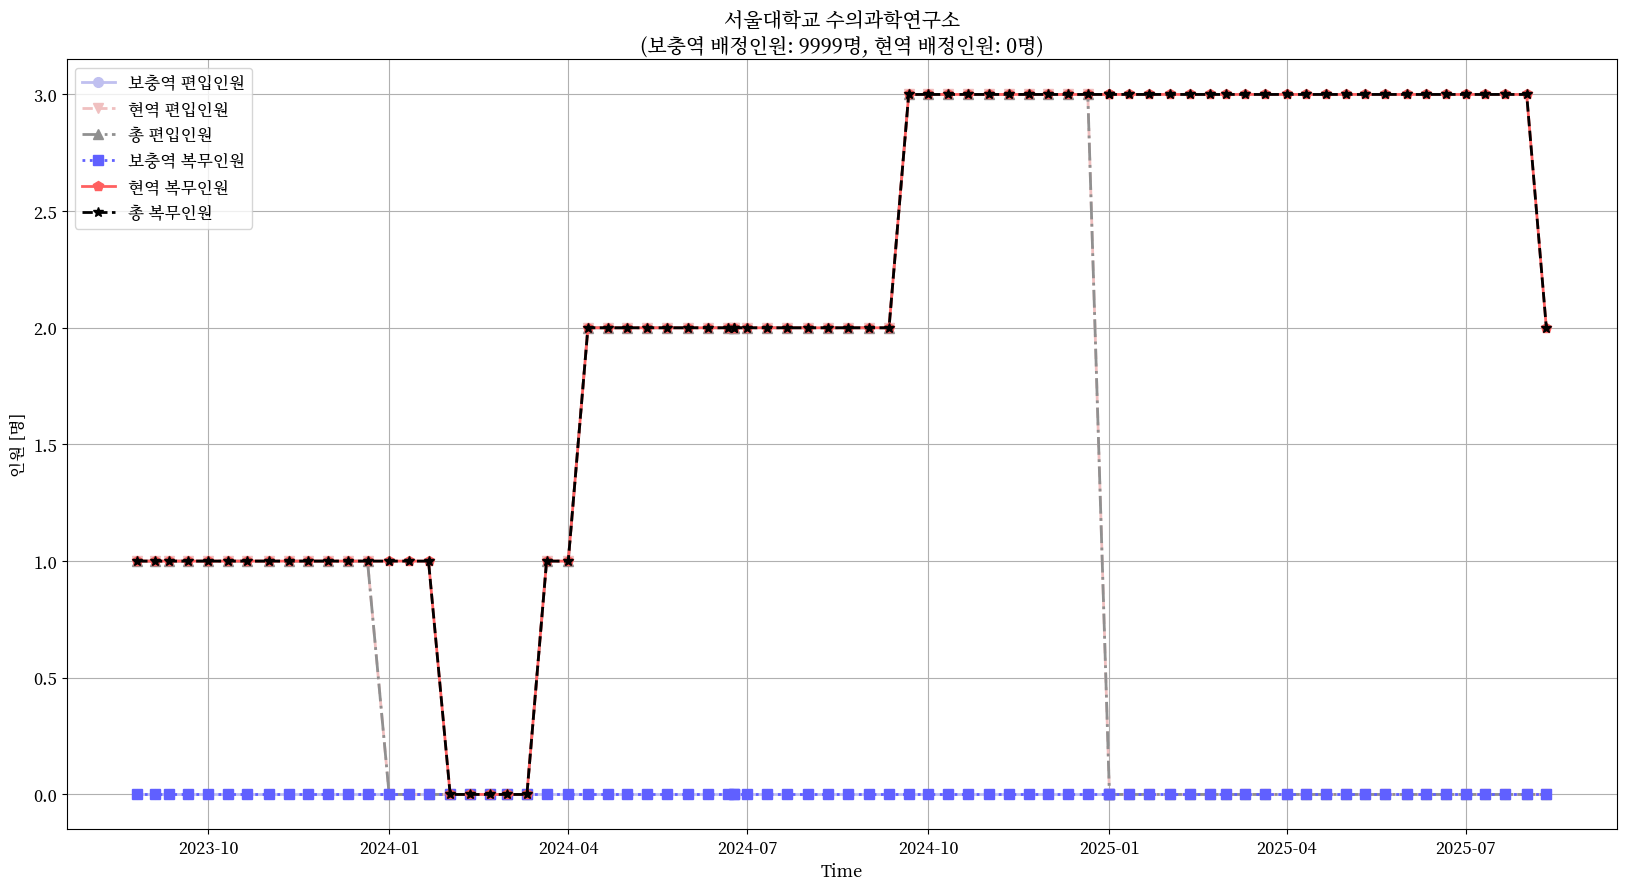 서울대학교 수의과학연구소
(보충역 배정인원: 9999명, 현역 배정인원: 0명)
보충역 편입인원
현역 편입인원
총 편입인원
보충역 복무인원
현역 복무인원
총 복무인원
3.0
2.5
2.0
1.5
1.0
0.5
0.0
인원 [명]
2023-10
2024-01
2024-04
2024-07
2024-10
2025-01
2025-04
2025-07
Time